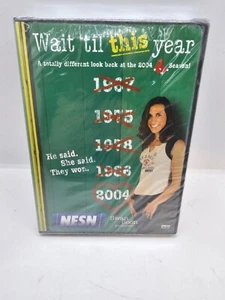 Wait 'til this year
A totally different look back at the 2004 Season!
1967
1975
1978
1986
2004
He said.
She said.
They won.
NESN